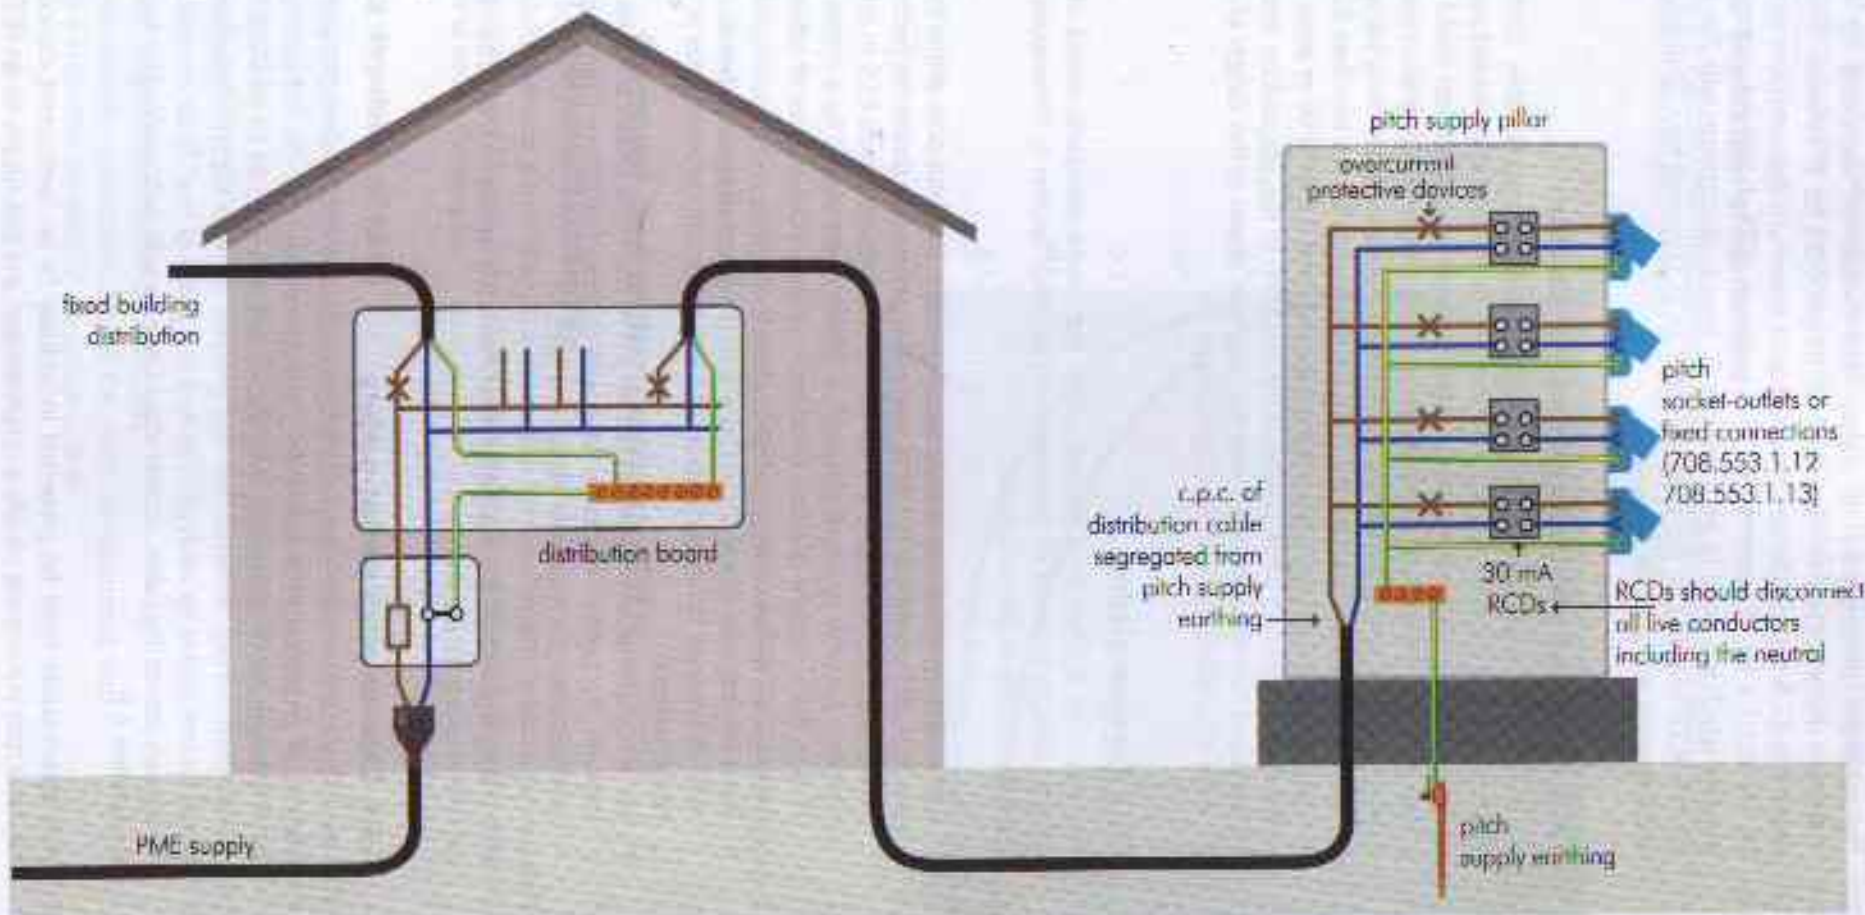 pitch supply pillar
overcurrent
protective devices
fixed building
distribution
pitch
socket-outlets or
fixed connections
(708.553.1.12
708.553.1.13)
c.p.c. of
distribution cable
segregated from
pitch supply
earthing
distribution board
30 mA
RCDs
RCDs should disconnect
all live conductors
including the neutral
PME supply
pitch
supply earthing